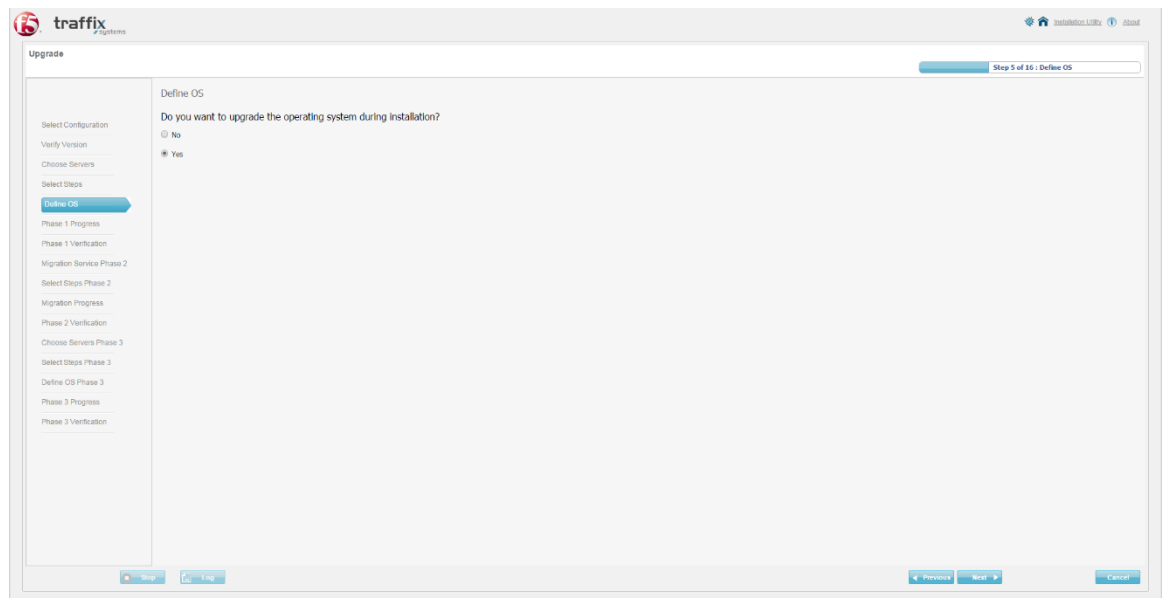 f5 traffix systems
Installation Utility About
Upgrade
Step 5 of 16 : Define OS
Define OS
Do you want to upgrade the operating system during installation?
No
Yes
Select Configuration
Verify Version
Choose Servers
Select Steps
Define OS
Phase 1 Progress
Phase 1 Verification
Migration Service Phase 2
Select Steps Phase 2
Migration Progress
Phase 2 Verification
Choose Servers Phase 3
Select Steps Phase 3
Define OS Phase 3
Phase 3 Progress
Phase 3 Verification
Stop Log
Previous Next Cancel